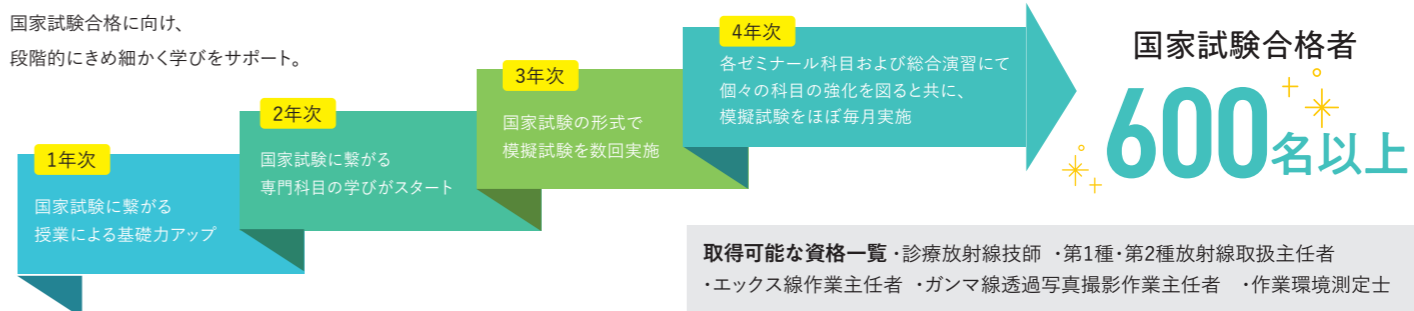 国家試験合格に向け、
段階的にきめ細かく学びをサポート。
1年次
国家試験に繋がる
授業による基礎力アップ
2年次
国家試験に繋がる
専門科目の学びがスタート
3年次
国家試験の形式で
模擬試験を数回実施
4年次
各ゼミナール科目および総合演習にて
個々の科目の強化を図ると共に、
模擬試験をほぼ毎月実施
国家試験合格者
600名以上
取得可能な資格一覧 ・診療放射線技師 ・第1種・第2種放射線取扱主任者
・エックス線作業主任者 ・ガンマ線透過写真撮影作業主任者 ・作業環境測定士